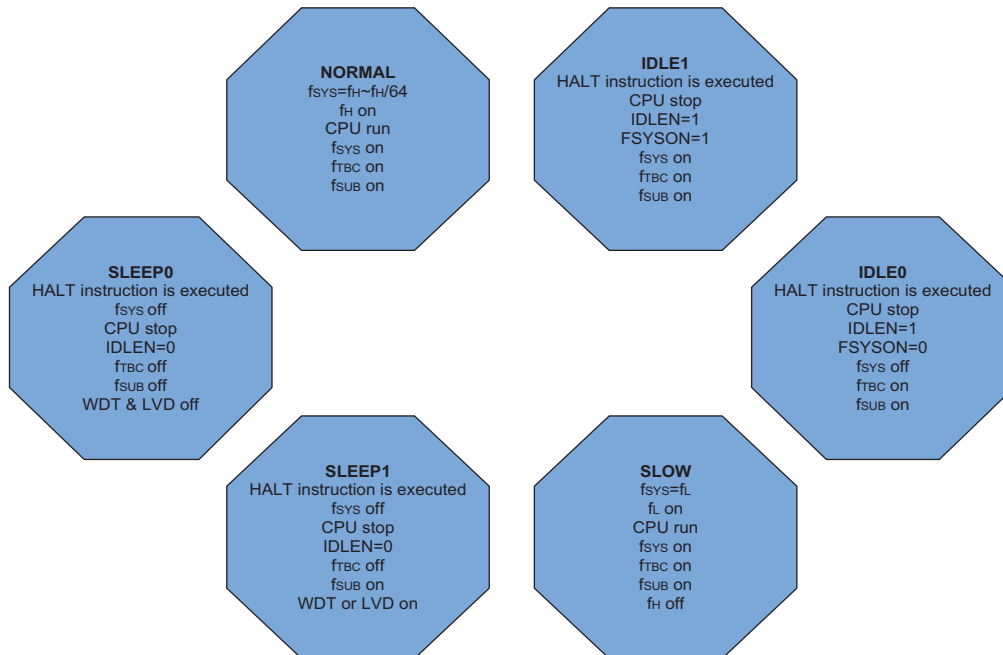 NORMAL
fSYS=fH~fH/64
fH on
CPU run
fSYS on
fTBC on
fSUB on
IDLE1
HALT instruction is executed
CPU stop
IDLEN=1
FSYSON=1
fSYS on
fTBC on
fSUB on
SLEEP0
HALT instruction is executed
fSYS off
CPU stop
IDLEN=0
fTBC off
fSUB off
WDT & LVD off
IDLE0
HALT instruction is executed
CPU stop
IDLEN=1
FSYSON=0
fSYS off
fTBC on
fSUB on
SLEEP1
HALT instruction is executed
fSYS off
CPU stop
IDLEN=0
fTBC off
fSUB on
WDT or LVD on
SLOW
fSYS=fL
fL on
CPU run
fSYS on
fTBC on
fSUB on
fH off